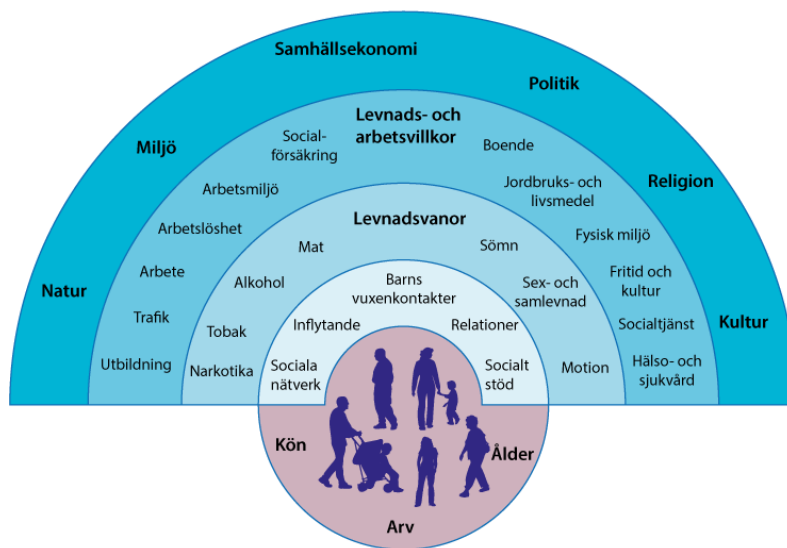 Samhällsekonomi
Politik
Miljö
Religion
Natur
Kultur
Levnads- och
arbetsvillkor
Social-
försäkring
Boende
Arbetsmiljö
Jordbruks- och
livsmedel
Arbetslöshet
Fysisk miljö
Arbete
Fritid och
kultur
Trafik
Socialtjänst
Utbildning
Hälso- och
sjukvård
Levnadsvanor
Mat
Sömn
Alkohol
Sex- och
samlevnad
Tobak
Narkotika
Motion
Barns
vuxenkontakter
Inflytande
Relationer
Sociala
nätverk
Socialt
stöd
Kön
Ålder
Arv